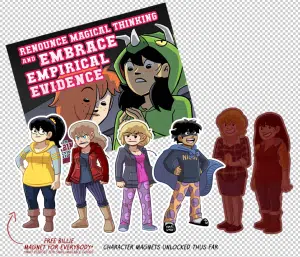 RENOUNCE MAGICAL THINKING
AND EMBRACE
EMPIRICAL
EVIDENCE
FREE BILLIE
MAGNET FOR EVERYBODY*
CHARACTER MAGNETS UNLOCKED THUS FAR